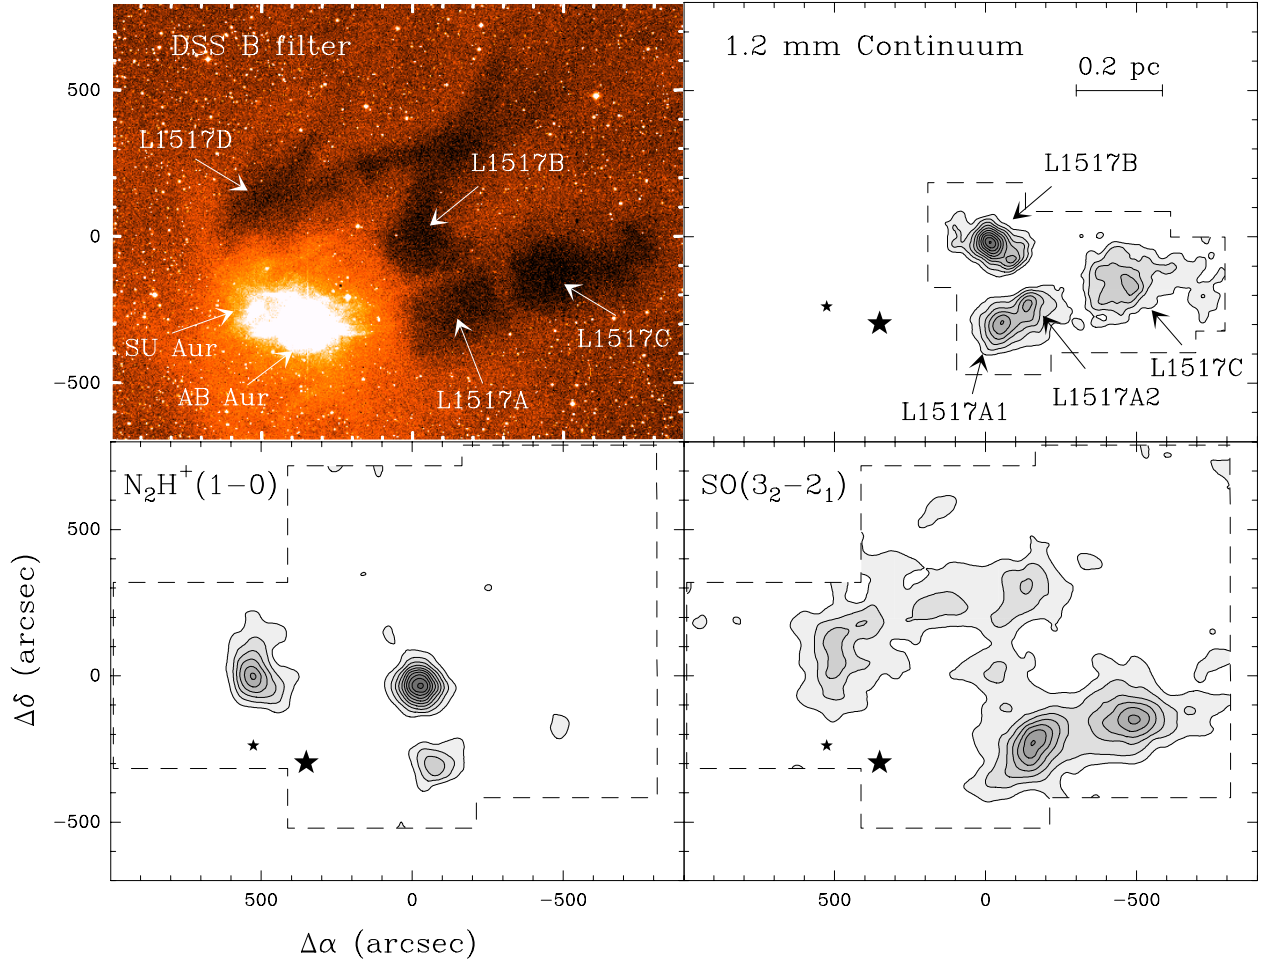 DSS B filter
L1517D
L1517B
SU Aur
AB Aur
L1517A
L1517C
1.2 mm Continuum
0.2 pc
L1517B
L1517C
L1517A2
L1517A1
500
0
−500
N₂H⁺(1−0)
SO(3₂−2₁)
500
0
−500
500
0
−500
500
0
−500
Δδ (arcsec)
Δα (arcsec)